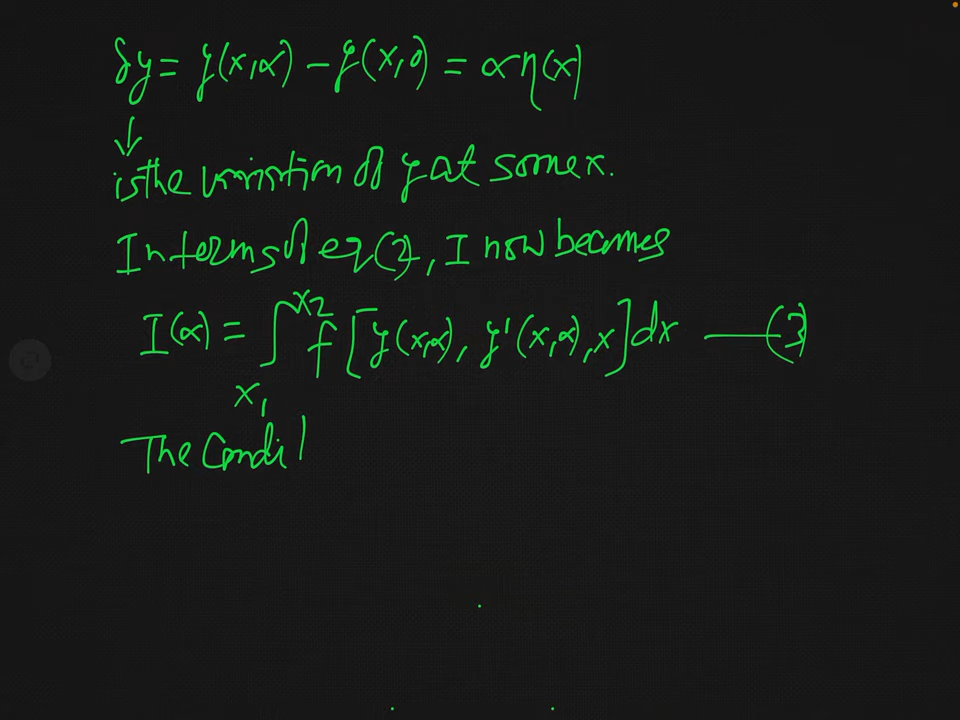 δy = y(x,α) − y(x,0) = αη(x)
↓
is the variation of y at some x.
In terms of eq(2), I now becomes
I(α) = ∫_{x₁}^{x₂} f[y(x,α), y'(x,α), x] dx —— (3)
The Condi